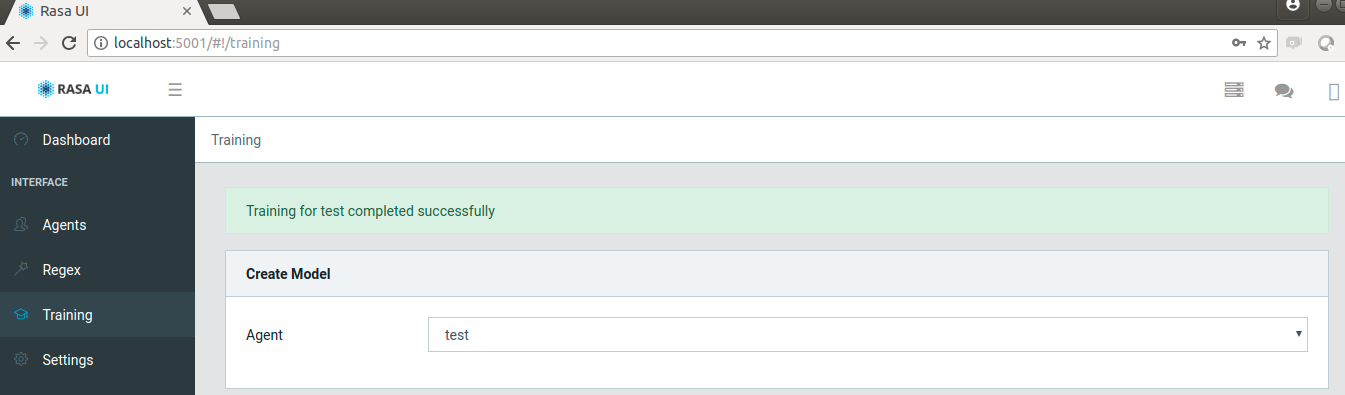 Rasa UI
localhost:5001/#!/training
RASA UI
Dashboard
Training
INTERFACE
Training for test completed successfully
Agents
Regex
Create Model
Training
Agent
test
Settings